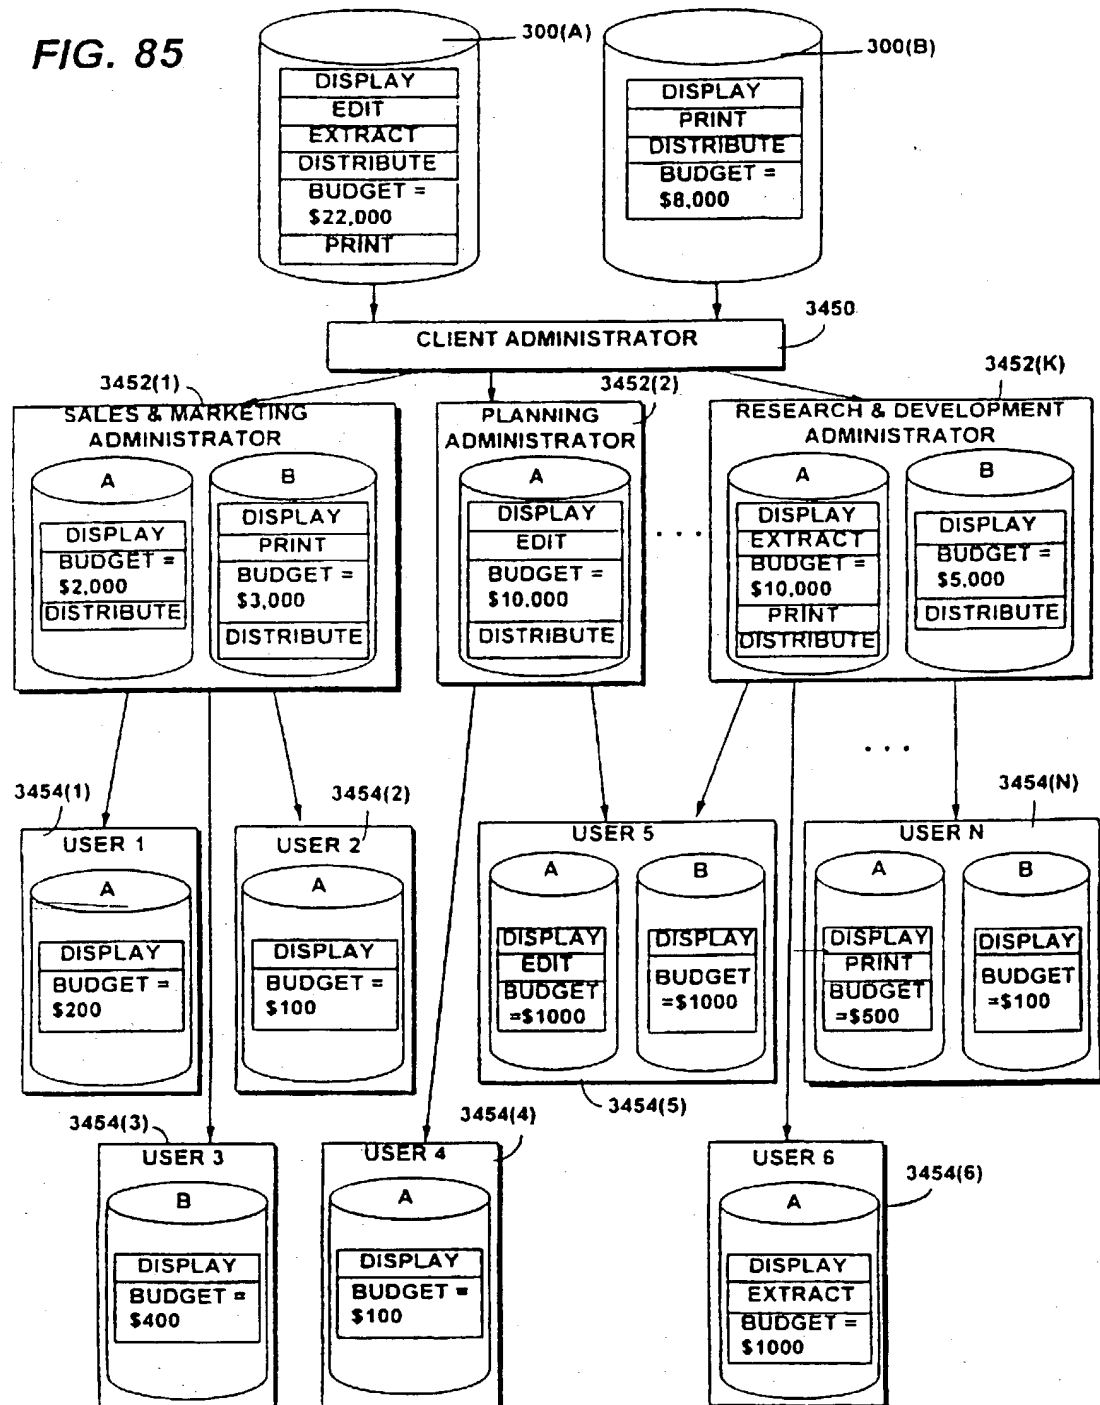 FIG. 85
300(A)
300(B)
DISPLAY
EDIT
EXTRACT
DISTRIBUTE
BUDGET =
$22,000
PRINT
DISPLAY
PRINT
DISTRIBUTE
BUDGET =
$8,000
CLIENT ADMINISTRATOR
3450
3452(1)
SALES & MARKETING
ADMINISTRATOR
A
DISPLAY
BUDGET =
$2,000
DISTRIBUTE
B
DISPLAY
PRINT
BUDGET =
$3,000
DISTRIBUTE
3452(2)
PLANNING
ADMINISTRATOR
A
DISPLAY
EDIT
BUDGET =
$10.000
DISTRIBUTE
. . .
3452(K)
RESEARCH & DEVELOPMENT
ADMINISTRATOR
A
DISPLAY
EXTRACT
BUDGET =
$10,000
PRINT
DISTRIBUTE
B
DISPLAY
BUDGET =
$5.000
DISTRIBUTE
. . .
3454(1)
USER 1
A
DISPLAY
BUDGET =
$200
3454(2)
USER 2
A
DISPLAY
BUDGET =
$100
USER 5
A
DISPLAY
EDIT
BUDGET
=$1000
B
DISPLAY
BUDGET
=$1000
3454(5)
3454(N)
USER N
A
DISPLAY
PRINT
BUDGET
=$500
B
DISPLAY
BUDGET
=$100
3454(3)
USER 3
B
DISPLAY
BUDGET =
$400
3454(4)
USER 4
A
DISPLAY
BUDGET =
$100
USER 6
3454(6)
A
DISPLAY
EXTRACT
BUDGET =
$1000